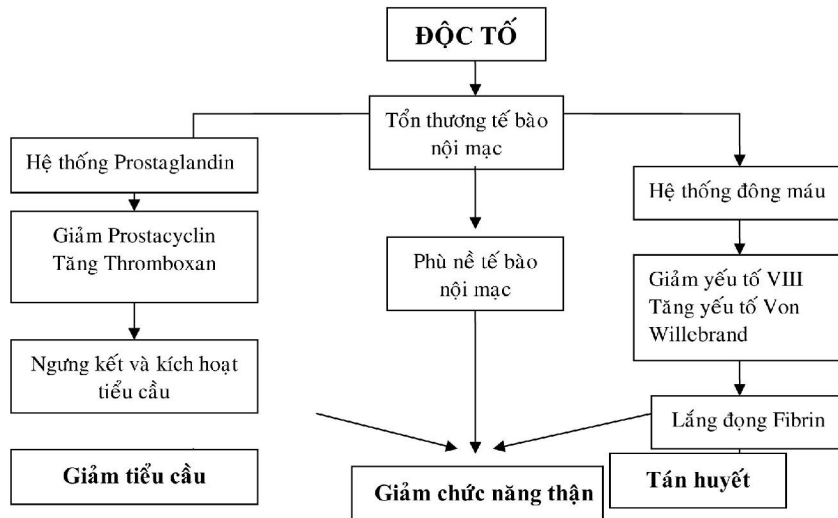 ĐỘC TỐ
Tổn thương tế bào
nội mạc
Hệ thống Prostaglandin
Hệ thống đông máu
Giảm Prostacyclin
Tăng Thromboxan
Phù nề tế bào
nội mạc
Giảm yếu tố VIII
Tăng yếu tố Von
Willebrand
Ngưng kết và kích hoạt
tiểu cầu
Lắng đọng Fibrin
Giảm tiểu cầu
Giảm chức năng thận
Tán huyết